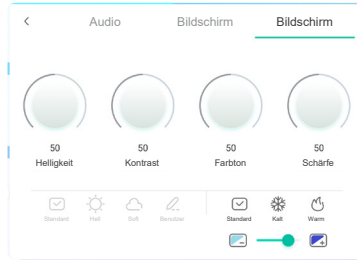 Audio Bildschirm Bildschirm
50 50 50 50
Helligkeit Kontrast Farbton Schärfe
Standard Hell Soft Benutzer Standard Kalt Warm